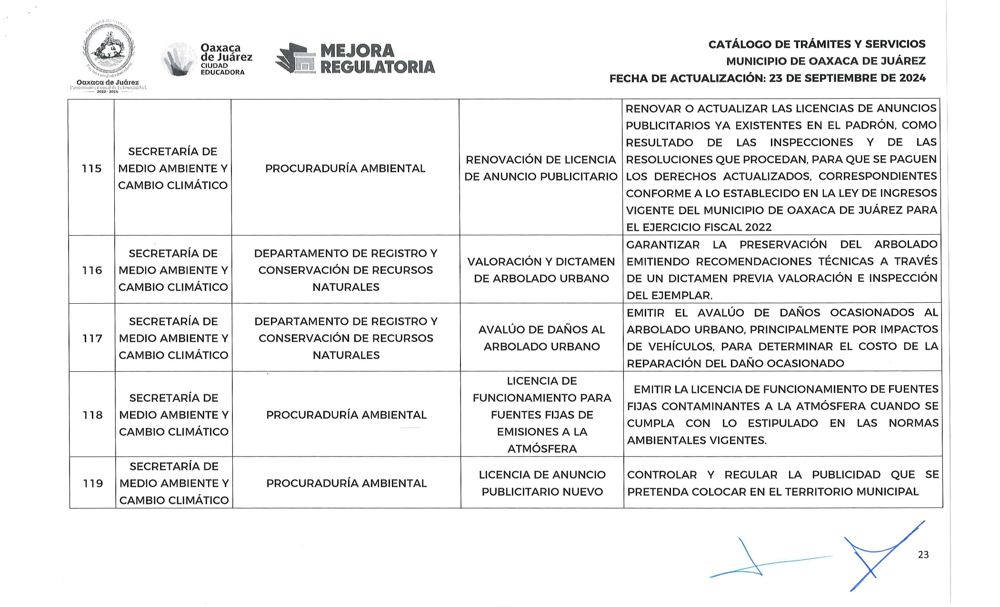 Oaxaca de Juárez
Patrimonio cultural de la humanidad
2022 - 2024
Oaxaca
de Juárez
CIUDAD
EDUCADORA
MEJORA
REGULATORIA
CATÁLOGO DE TRÁMITES Y SERVICIOS
MUNICIPIO DE OAXACA DE JUÁREZ
FECHA DE ACTUALIZACIÓN: 23 DE SEPTIEMBRE DE 2024
115
SECRETARÍA DE
MEDIO AMBIENTE Y
CAMBIO CLIMÁTICO
PROCURADURÍA AMBIENTAL
RENOVACIÓN DE LICENCIA
DE ANUNCIO PUBLICITARIO
RENOVAR O ACTUALIZAR LAS LICENCIAS DE ANUNCIOS
PUBLICITARIOS YA EXISTENTES EN EL PADRÓN, COMO
RESULTADO DE LAS INSPECCIONES Y DE LAS
RESOLUCIONES QUE PROCEDAN, PARA QUE SE PAGUEN
LOS DERECHOS ACTUALIZADOS, CORRESPONDIENTES
CONFORME A LO ESTABLECIDO EN LA LEY DE INGRESOS
VIGENTE DEL MUNICIPIO DE OAXACA DE JUÁREZ PARA
EL EJERCICIO FISCAL 2022
116
SECRETARÍA DE
MEDIO AMBIENTE Y
CAMBIO CLIMÁTICO
DEPARTAMENTO DE REGISTRO Y
CONSERVACIÓN DE RECURSOS
NATURALES
VALORACIÓN Y DICTAMEN
DE ARBOLADO URBANO
GARANTIZAR LA PRESERVACIÓN DEL ARBOLADO
EMITIENDO RECOMENDACIONES TÉCNICAS A TRAVÉS
DE UN DICTAMEN PREVIA VALORACIÓN E INSPECCIÓN
DEL EJEMPLAR.
117
SECRETARÍA DE
MEDIO AMBIENTE Y
CAMBIO CLIMÁTICO
DEPARTAMENTO DE REGISTRO Y
CONSERVACIÓN DE RECURSOS
NATURALES
AVALÚO DE DAÑOS AL
ARBOLADO URBANO
EMITIR EL AVALÚO DE DAÑOS OCASIONADOS AL
ARBOLADO URBANO, PRINCIPALMENTE POR IMPACTOS
DE VEHÍCULOS, PARA DETERMINAR EL COSTO DE LA
REPARACIÓN DEL DAÑO OCASIONADO
118
SECRETARÍA DE
MEDIO AMBIENTE Y
CAMBIO CLIMÁTICO
PROCURADURÍA AMBIENTAL
LICENCIA DE
FUNCIONAMIENTO PARA
FUENTES FIJAS DE
EMISIONES A LA
ATMÓSFERA
EMITIR LA LICENCIA DE FUNCIONAMIENTO DE FUENTES
FIJAS CONTAMINANTES A LA ATMÓSFERA CUANDO SE
CUMPLA CON LO ESTIPULADO EN LAS NORMAS
AMBIENTALES VIGENTES.
119
SECRETARÍA DE
MEDIO AMBIENTE Y
CAMBIO CLIMÁTICO
PROCURADURÍA AMBIENTAL
LICENCIA DE ANUNCIO
PUBLICITARIO NUEVO
CONTROLAR Y REGULAR LA PUBLICIDAD QUE SE
PRETENDA COLOCAR EN EL TERRITORIO MUNICIPAL
23